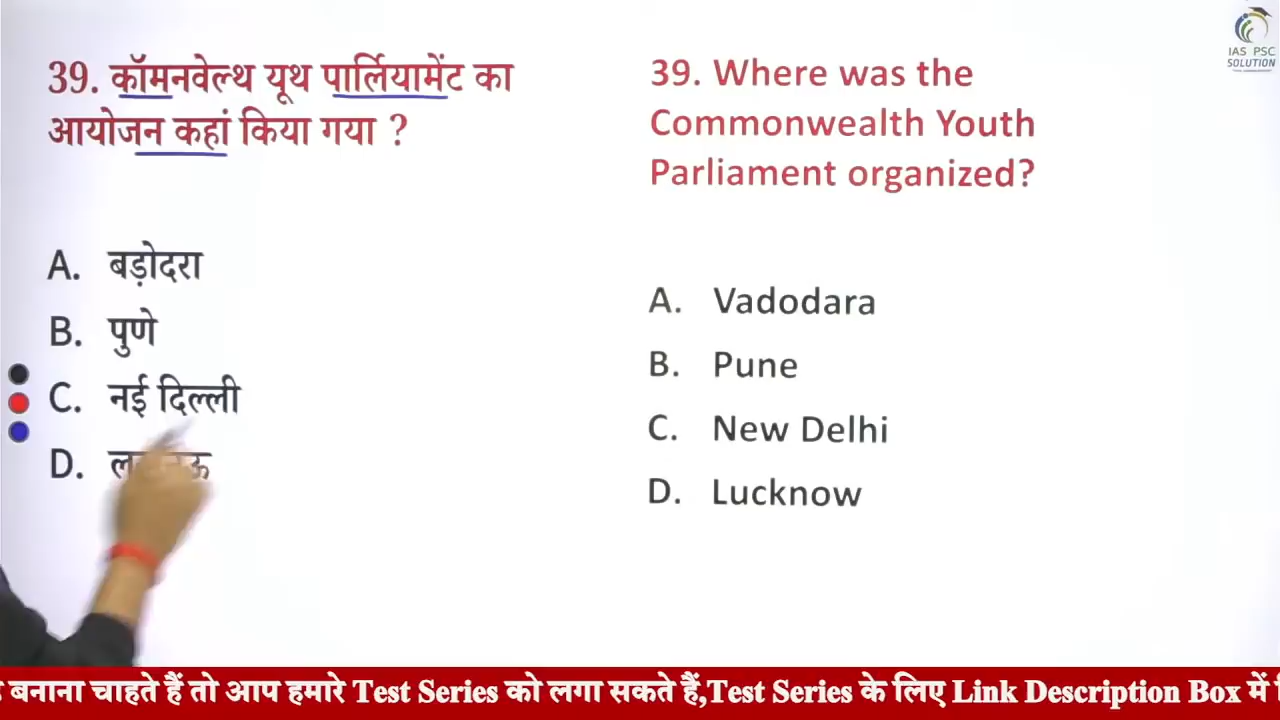 39. कॉमनवेल्थ यूथ पार्लियामेंट का
आयोजन कहां किया गया ?
A. बड़ोदरा
B. पुणे
C. नई दिल्ली
D.
39. Where was the
Commonwealth Youth
Parliament organized?
A. Vadodara
B. Pune
C. New Delhi
D. Lucknow
IAS PSC
SOLUTION
बनाना चाहते हैं तो आप हमारे Test Series को लगा सकते हैं,Test Series के लिए Link Description Box में